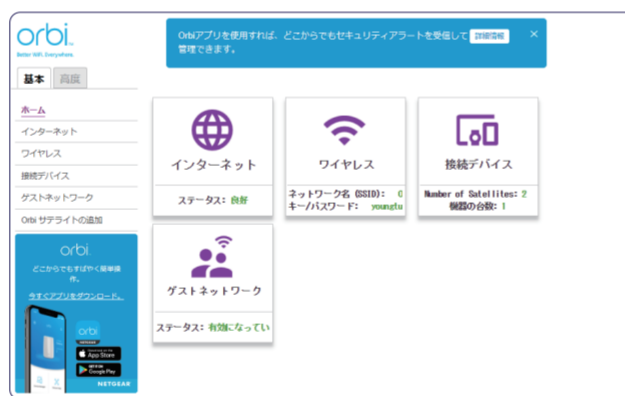 orbi
Better WiFi. Everywhere.
Orbiアプリを使用すれば、どこからでもセキュリティアラートを受信して 詳細情報 ×
管理できます。
基本 高度
ホーム
インターネット
ワイヤレス
接続デバイス
ゲストネットワーク
Orbi サテライトの追加
インターネット
ステータス: 良好
ワイヤレス
ネットワーク名 (SSID): O
キー/パスワード: youngtu
接続デバイス
Number of Satellites: 2
機器の台数: 1
ゲストネットワーク
ステータス: 有効になってい
orbi
どこからでもすばやく簡単操
作。
今すぐアプリをダウンロード。
orbi
NETGEAR
App Store
Google Play
NETGEAR